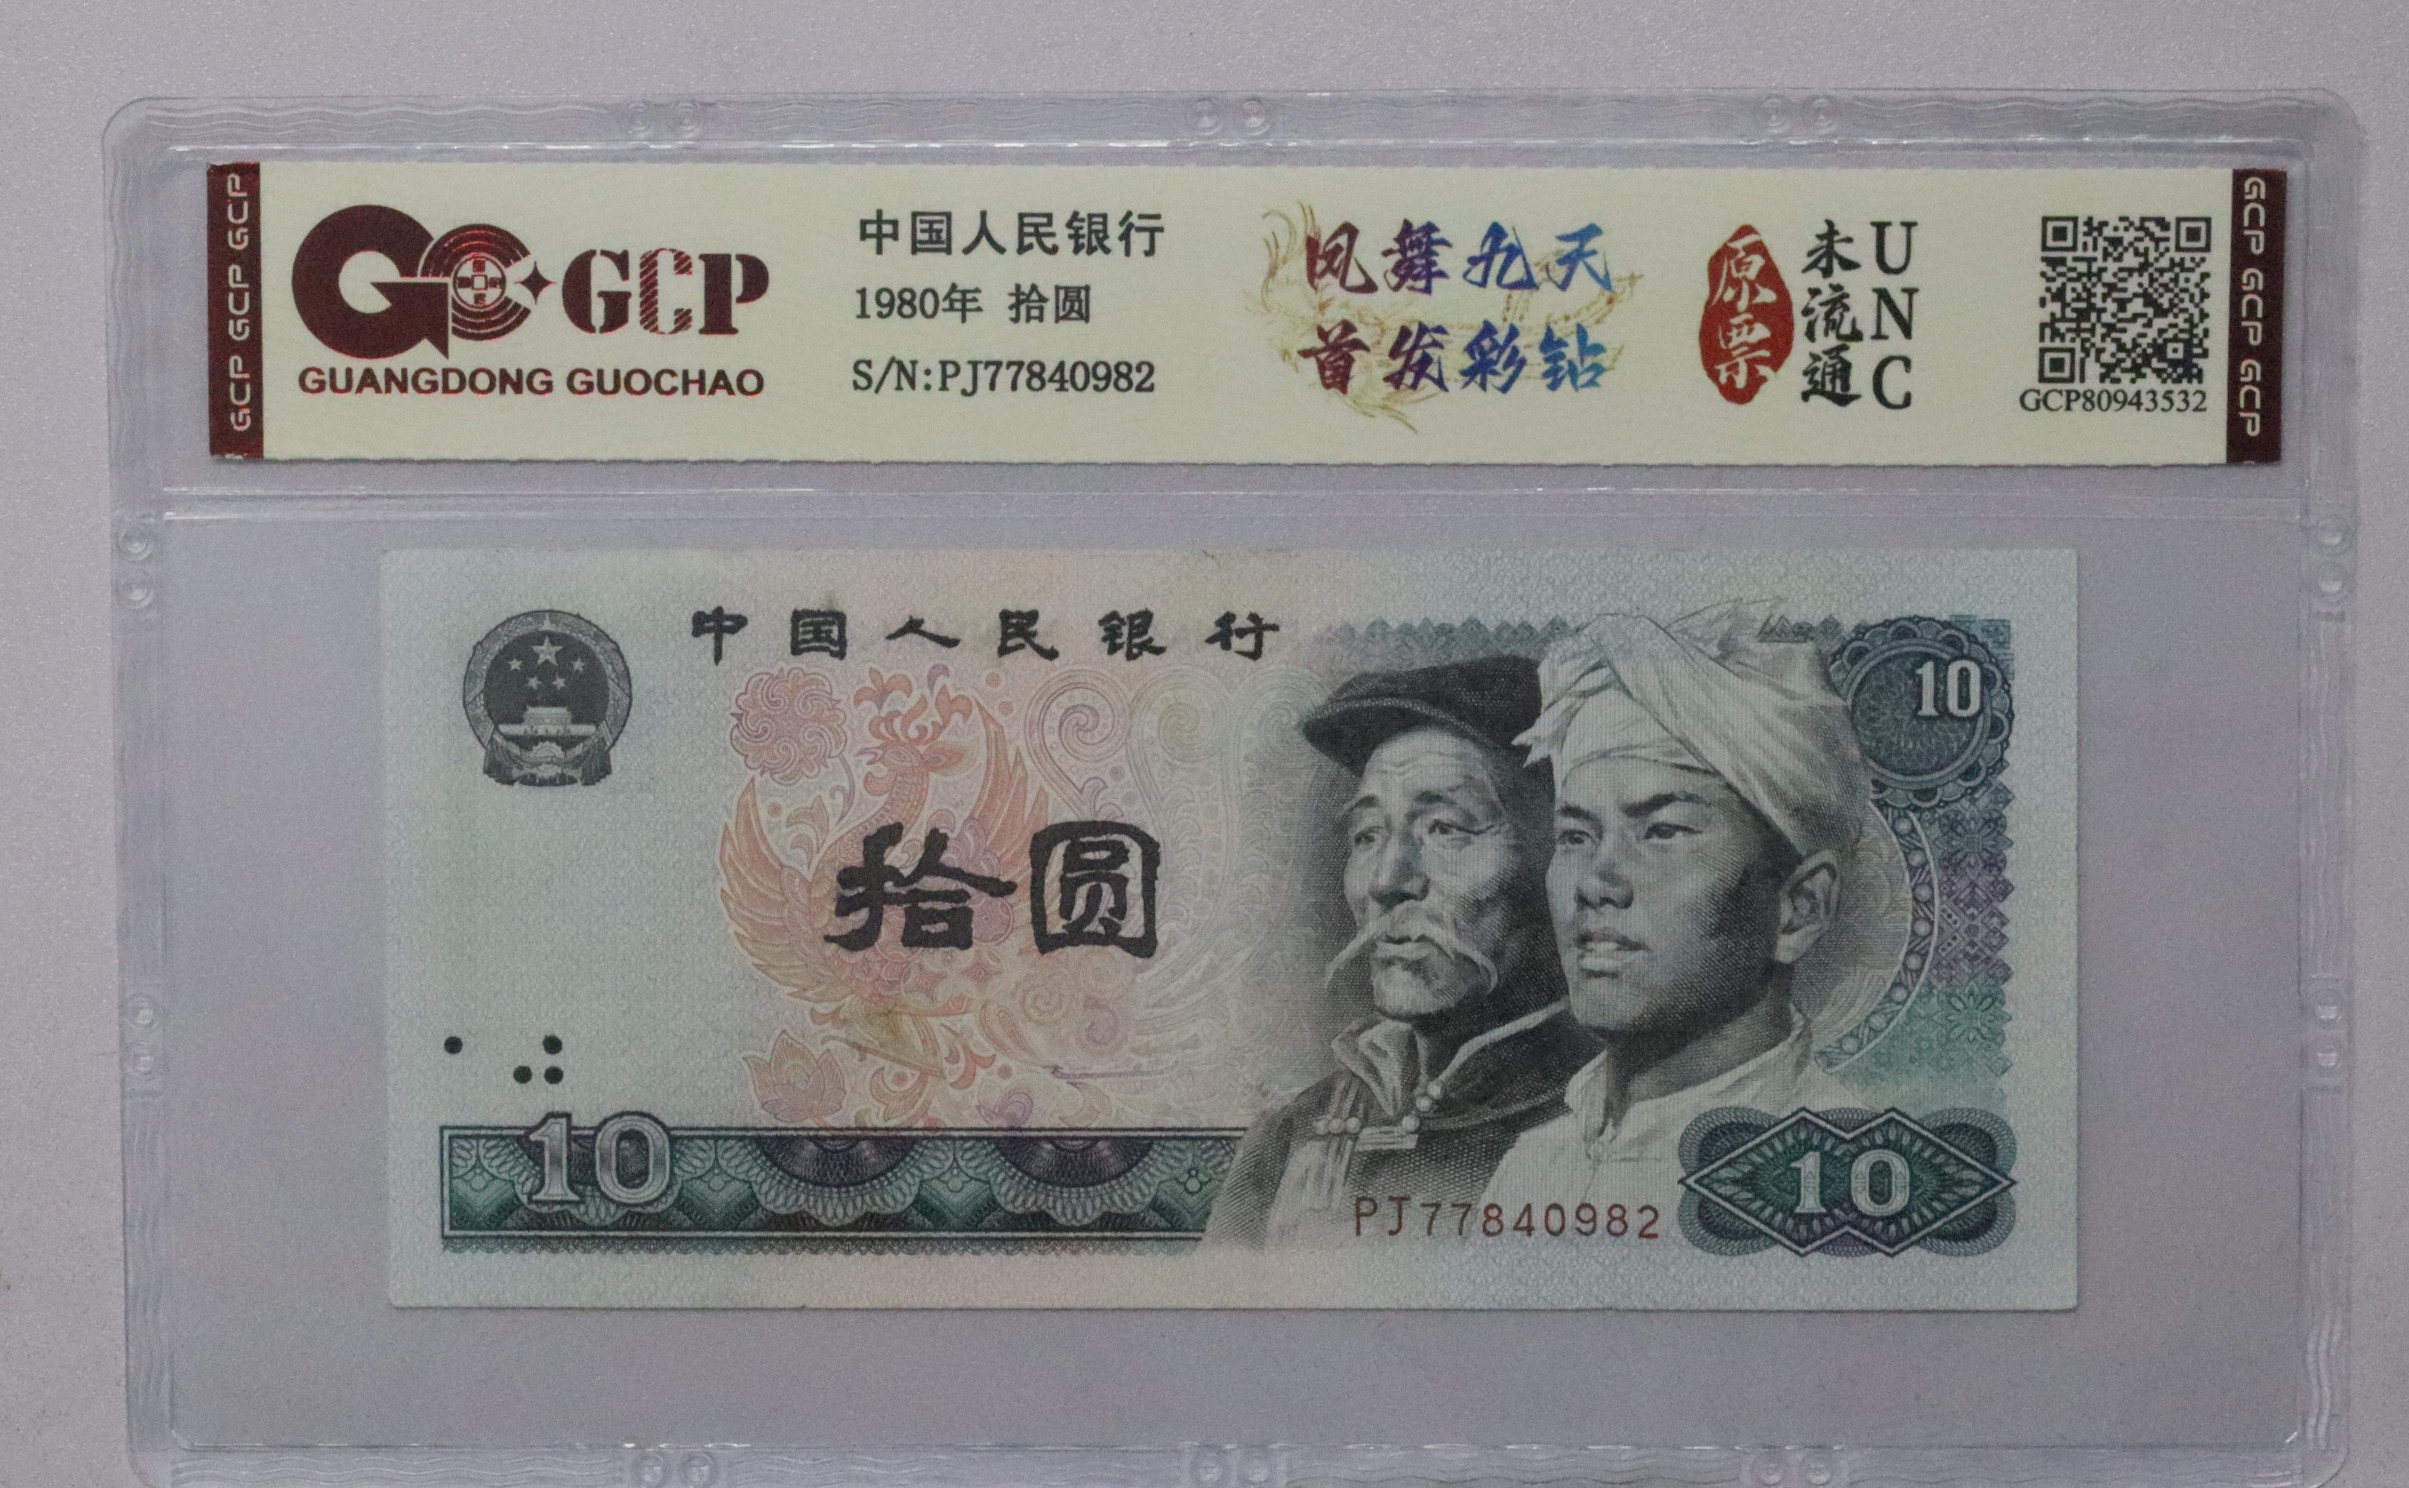 GCP GCP GCP
GCP
GUANGDONG GUOCHAO
中国人民银行
1980年 拾圆
S/N:PJ77840982
凤舞九天
首发彩钻
原票
未流通
UNC
GCP80943532
GCP GCP GCP
中国人民银行
10
拾圆
10
PJ77840982
10